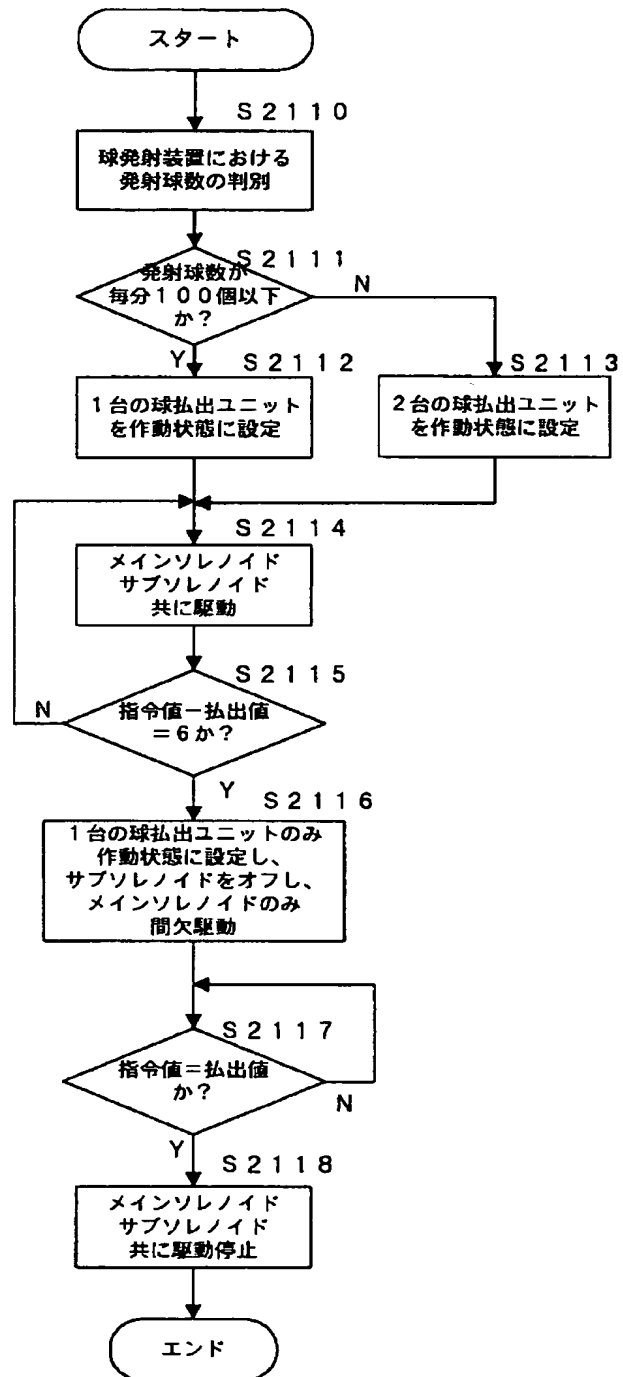 スタート
S2110
球発射装置における
発射球数の判別
S2111
発射球数が
毎分100個以下
か?
N
Y
S2112
S2113
1台の球払出ユニット
を作動状態に設定
2台の球払出ユニット
を作動状態に設定
S2114
メインソレノイド
サブソレノイド
共に駆動
S2115
指令値-払出値
=6か?
N
Y
S2116
1台の球払出ユニットのみ
作動状態に設定し、
サブソレノイドをオフし、
メインソレノイドのみ
間欠駆動
S2117
指令値=払出値
か?
N
Y
S2118
メインソレノイド
サブソレノイド
共に駆動停止
エンド